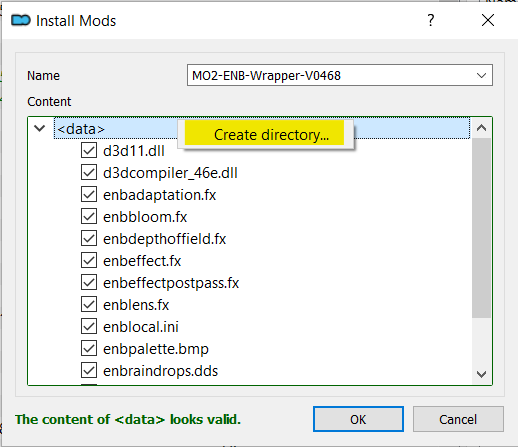 Install Mods
?
Name
MO2-ENB-Wrapper-V0468
Content
<data>
Create directory...
d3d11.dll
d3dcompiler_46e.dll
enbadaptation.fx
enbbloom.fx
enbdepthoffield.fx
enbeffect.fx
enbeffectpostpass.fx
enblens.fx
enblocal.ini
enbpalette.bmp
enbraindrops.dds
The content of <data> looks valid.
OK
Cancel